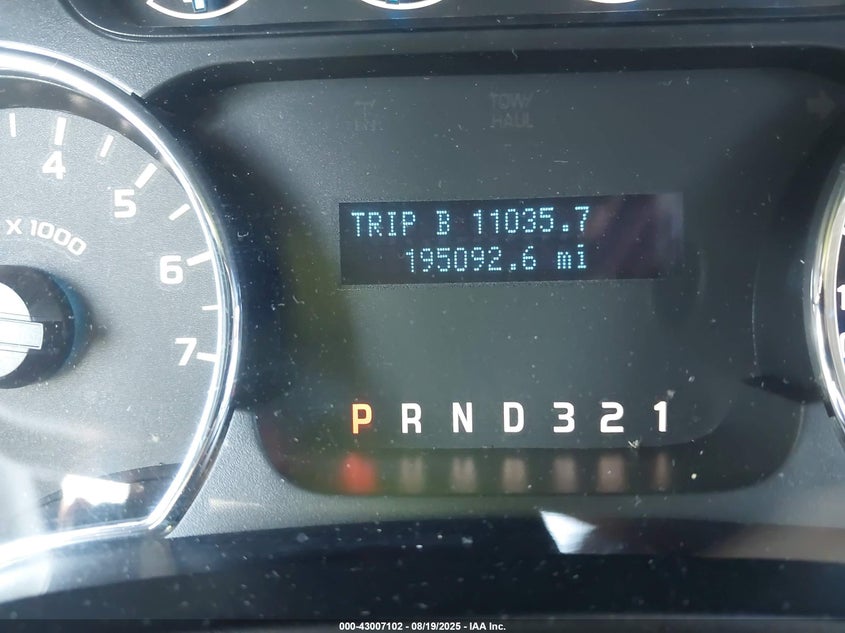 TOW/
HAUL
4
5
X 1000
6
7
TRIP B 11035.7
195092.6 mi
P R N D 3 2 1
000-43007102 - 08/19/2025 - IAA Inc.